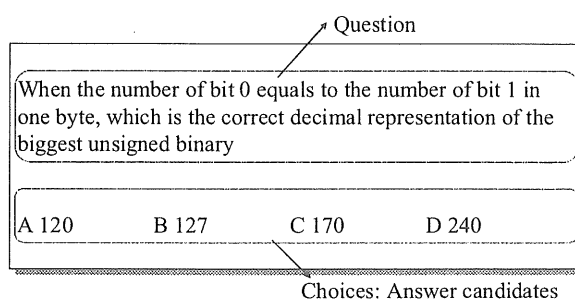 Question
When the number of bit 0 equals to the number of bit 1 in
one byte, which is the correct decimal representation of the
biggest unsigned binary
A 120 B 127 C 170 D 240
Choices: Answer candidates